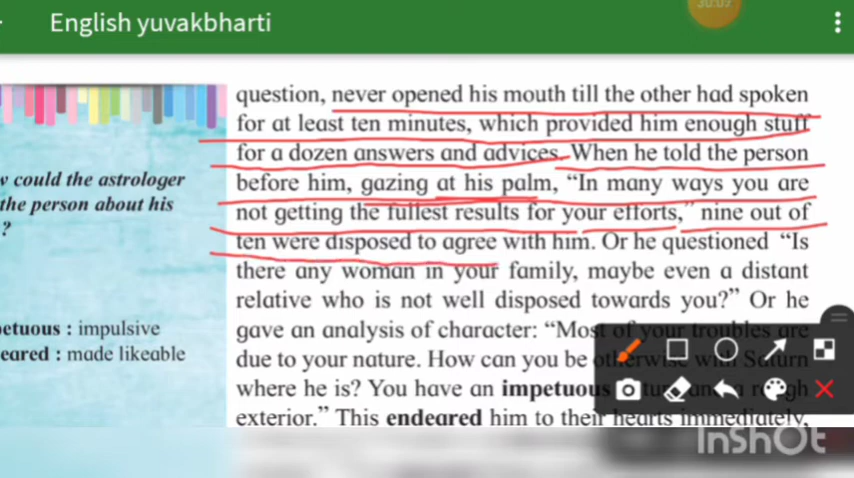 English yuvakbharti
question, never opened his mouth till the other had spoken
for at least ten minutes, which provided him enough stuff
for a dozen answers and advices. When he told the person
before him, gazing at his palm, “In many ways you are
not getting the fullest results for your efforts,” nine out of
ten were disposed to agree with him. Or he questioned “Is
there any woman in your family, maybe even a distant
relative who is not well disposed towards you?” Or he
gave an analysis of character: “Most of your troubles are
due to your nature. How can you be otherwise with Saturn
where he is? You have an impetuous
exterior.” This endeared him to their hearts immediately,
could the astrologer
the person about his
?
etuous : impulsive
eared : made likeable
InShOt